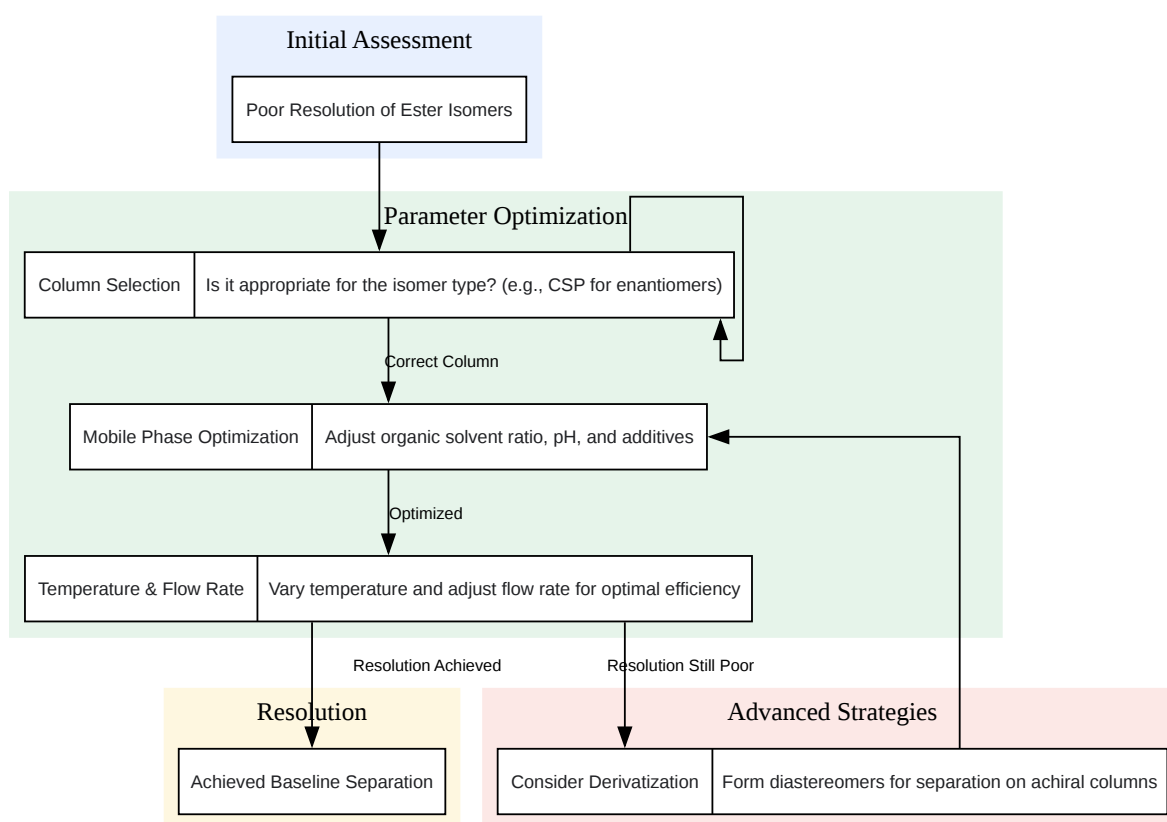 Initial Assessment
Poor Resolution of Ester Isomers
Parameter Optimization
Column Selection
Is it appropriate for the isomer type? (e.g., CSP for enantiomers)
Correct Column
Mobile Phase Optimization
Adjust organic solvent ratio, pH, and additives
Optimized
Temperature & Flow Rate
Vary temperature and adjust flow rate for optimal efficiency
Resolution Achieved
Resolution Still Poor
Resolution
Achieved Baseline Separation
Advanced Strategies
Consider Derivatization
Form diastereomers for separation on achiral columns